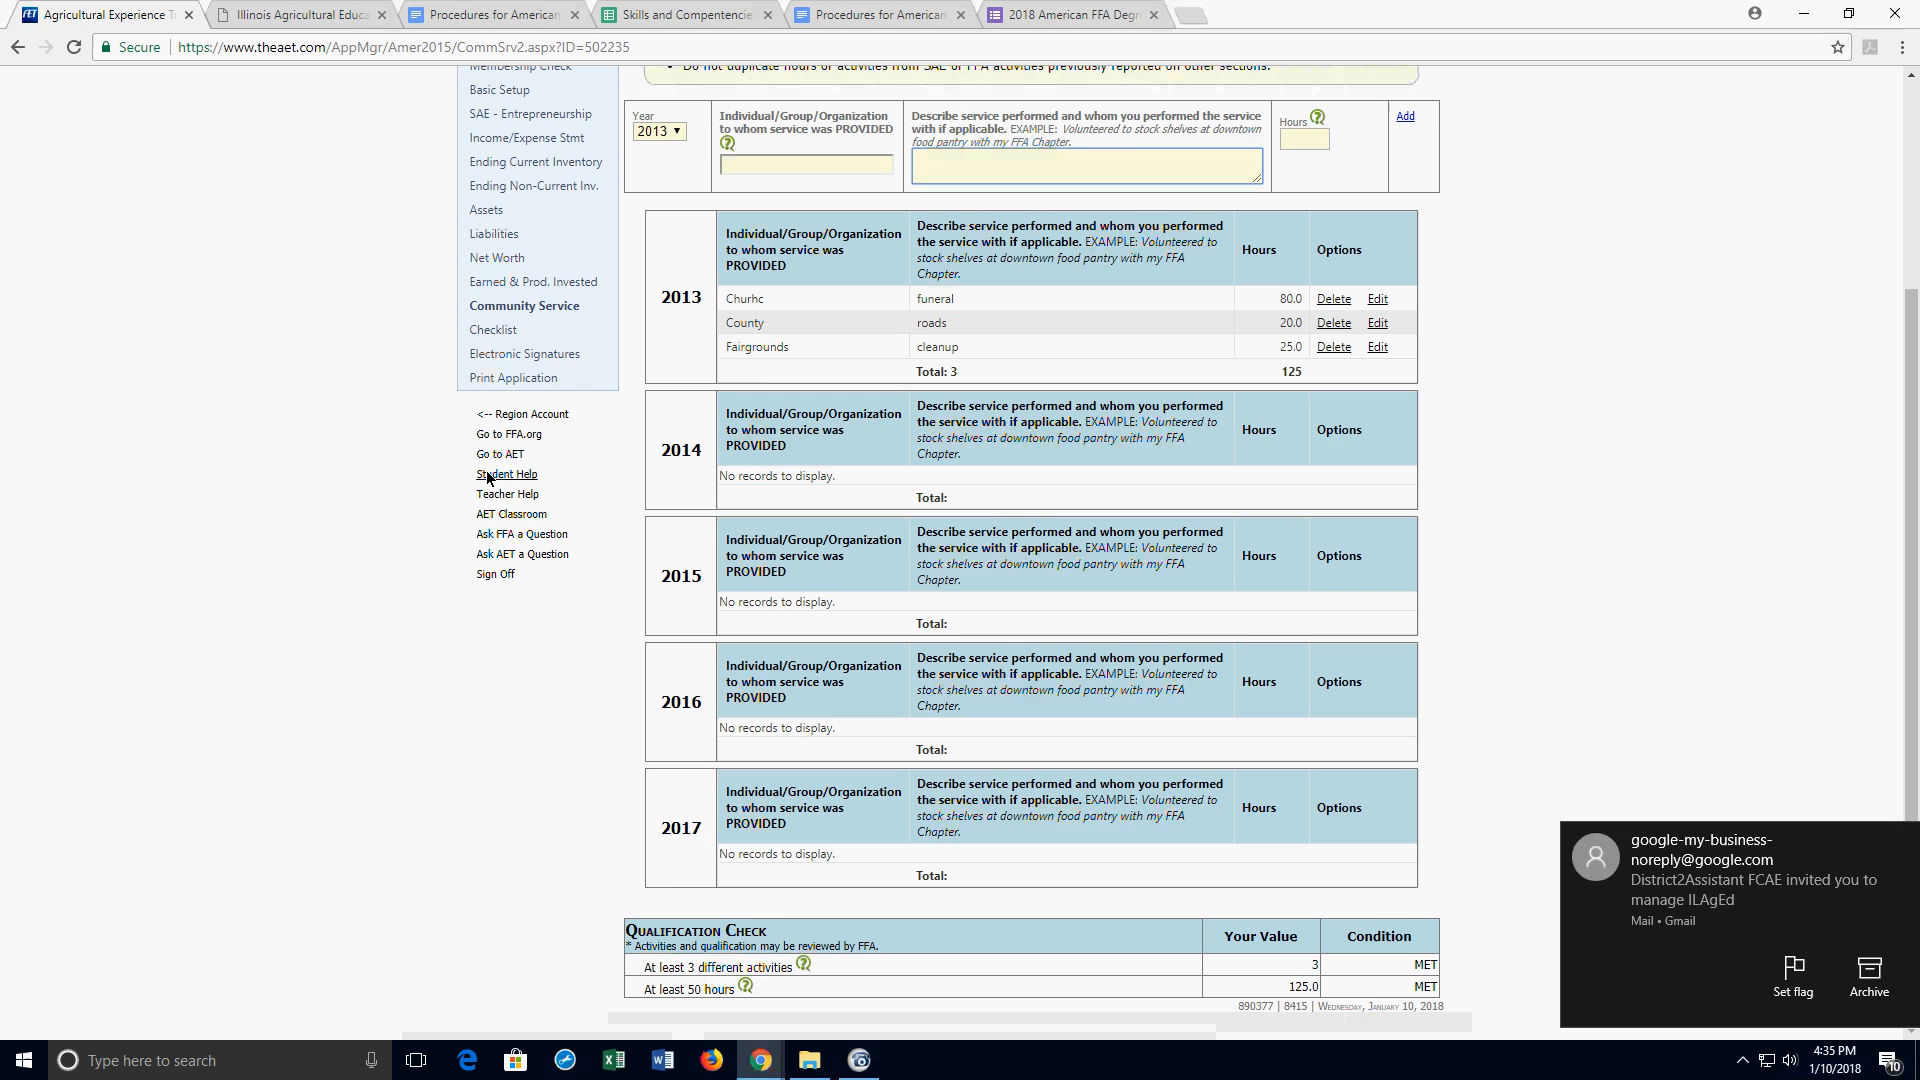 Agricultural Experience T
Illinois Agricultural Educa
Procedures for American
Skills and Competencie
Procedures for American
2018 American FFA Degr
Secure
https://www.theaet.com/AppMgr/Amer2015/CommSrv2.aspx?ID=502235
Membership Check
Basic Setup
SAE - Entrepreneurship
Income/Expense Stmt
Ending Current Inventory
Ending Non-Current Inv.
Assets
Liabilities
Net Worth
Earned & Prod. Invested
Community Service
Checklist
Electronic Signatures
Print Application
<-- Region Account
Go to FFA.org
Go to AET
Student Help
Teacher Help
AET Classroom
Ask FFA a Question
Ask AET a Question
Sign Off
• Do not duplicate hours or activities from SAE or FFA activities previously reported on other sections.
Year
2013
Individual/Group/Organization
to whom service was PROVIDED
Describe service performed and whom you performed the service
with if applicable. EXAMPLE: Volunteered to stock shelves at downtown
food pantry with my FFA Chapter.
Hours
Add
2013
Individual/Group/Organization
to whom service was
PROVIDED
Describe service performed and whom you performed
the service with if applicable. EXAMPLE: Volunteered to
stock shelves at downtown food pantry with my FFA
Chapter.
Hours
Options
Churhc funeral 80.0 Delete Edit
County roads 20.0 Delete Edit
Fairgrounds cleanup 25.0 Delete Edit
Total: 3 125
2014
Individual/Group/Organization
to whom service was
PROVIDED
Describe service performed and whom you performed
the service with if applicable. EXAMPLE: Volunteered to
stock shelves at downtown food pantry with my FFA
Chapter.
Hours
Options
No records to display.
Total:
2015
Individual/Group/Organization
to whom service was
PROVIDED
Describe service performed and whom you performed
the service with if applicable. EXAMPLE: Volunteered to
stock shelves at downtown food pantry with my FFA
Chapter.
Hours
Options
No records to display.
Total:
2016
Individual/Group/Organization
to whom service was
PROVIDED
Describe service performed and whom you performed
the service with if applicable. EXAMPLE: Volunteered to
stock shelves at downtown food pantry with my FFA
Chapter.
Hours
Options
No records to display.
Total:
2017
Individual/Group/Organization
to whom service was
PROVIDED
Describe service performed and whom you performed
the service with if applicable. EXAMPLE: Volunteered to
stock shelves at downtown food pantry with my FFA
Chapter.
Hours
Options
No records to display.
Total:
QUALIFICATION CHECK
* Activities and qualification may be reviewed by FFA.
Your Value
Condition
At least 3 different activities 3 MET
At least 50 hours 125.0 MET
890377 | 8415 | WEDNESDAY, JANUARY 10, 2018
google-my-business-
noreply@google.com
District2Assistant FCAE invited you to
manage ILAgEd
Mail • Gmail
Set flag
Archive
Type here to search
4:35 PM
1/10/2018
10